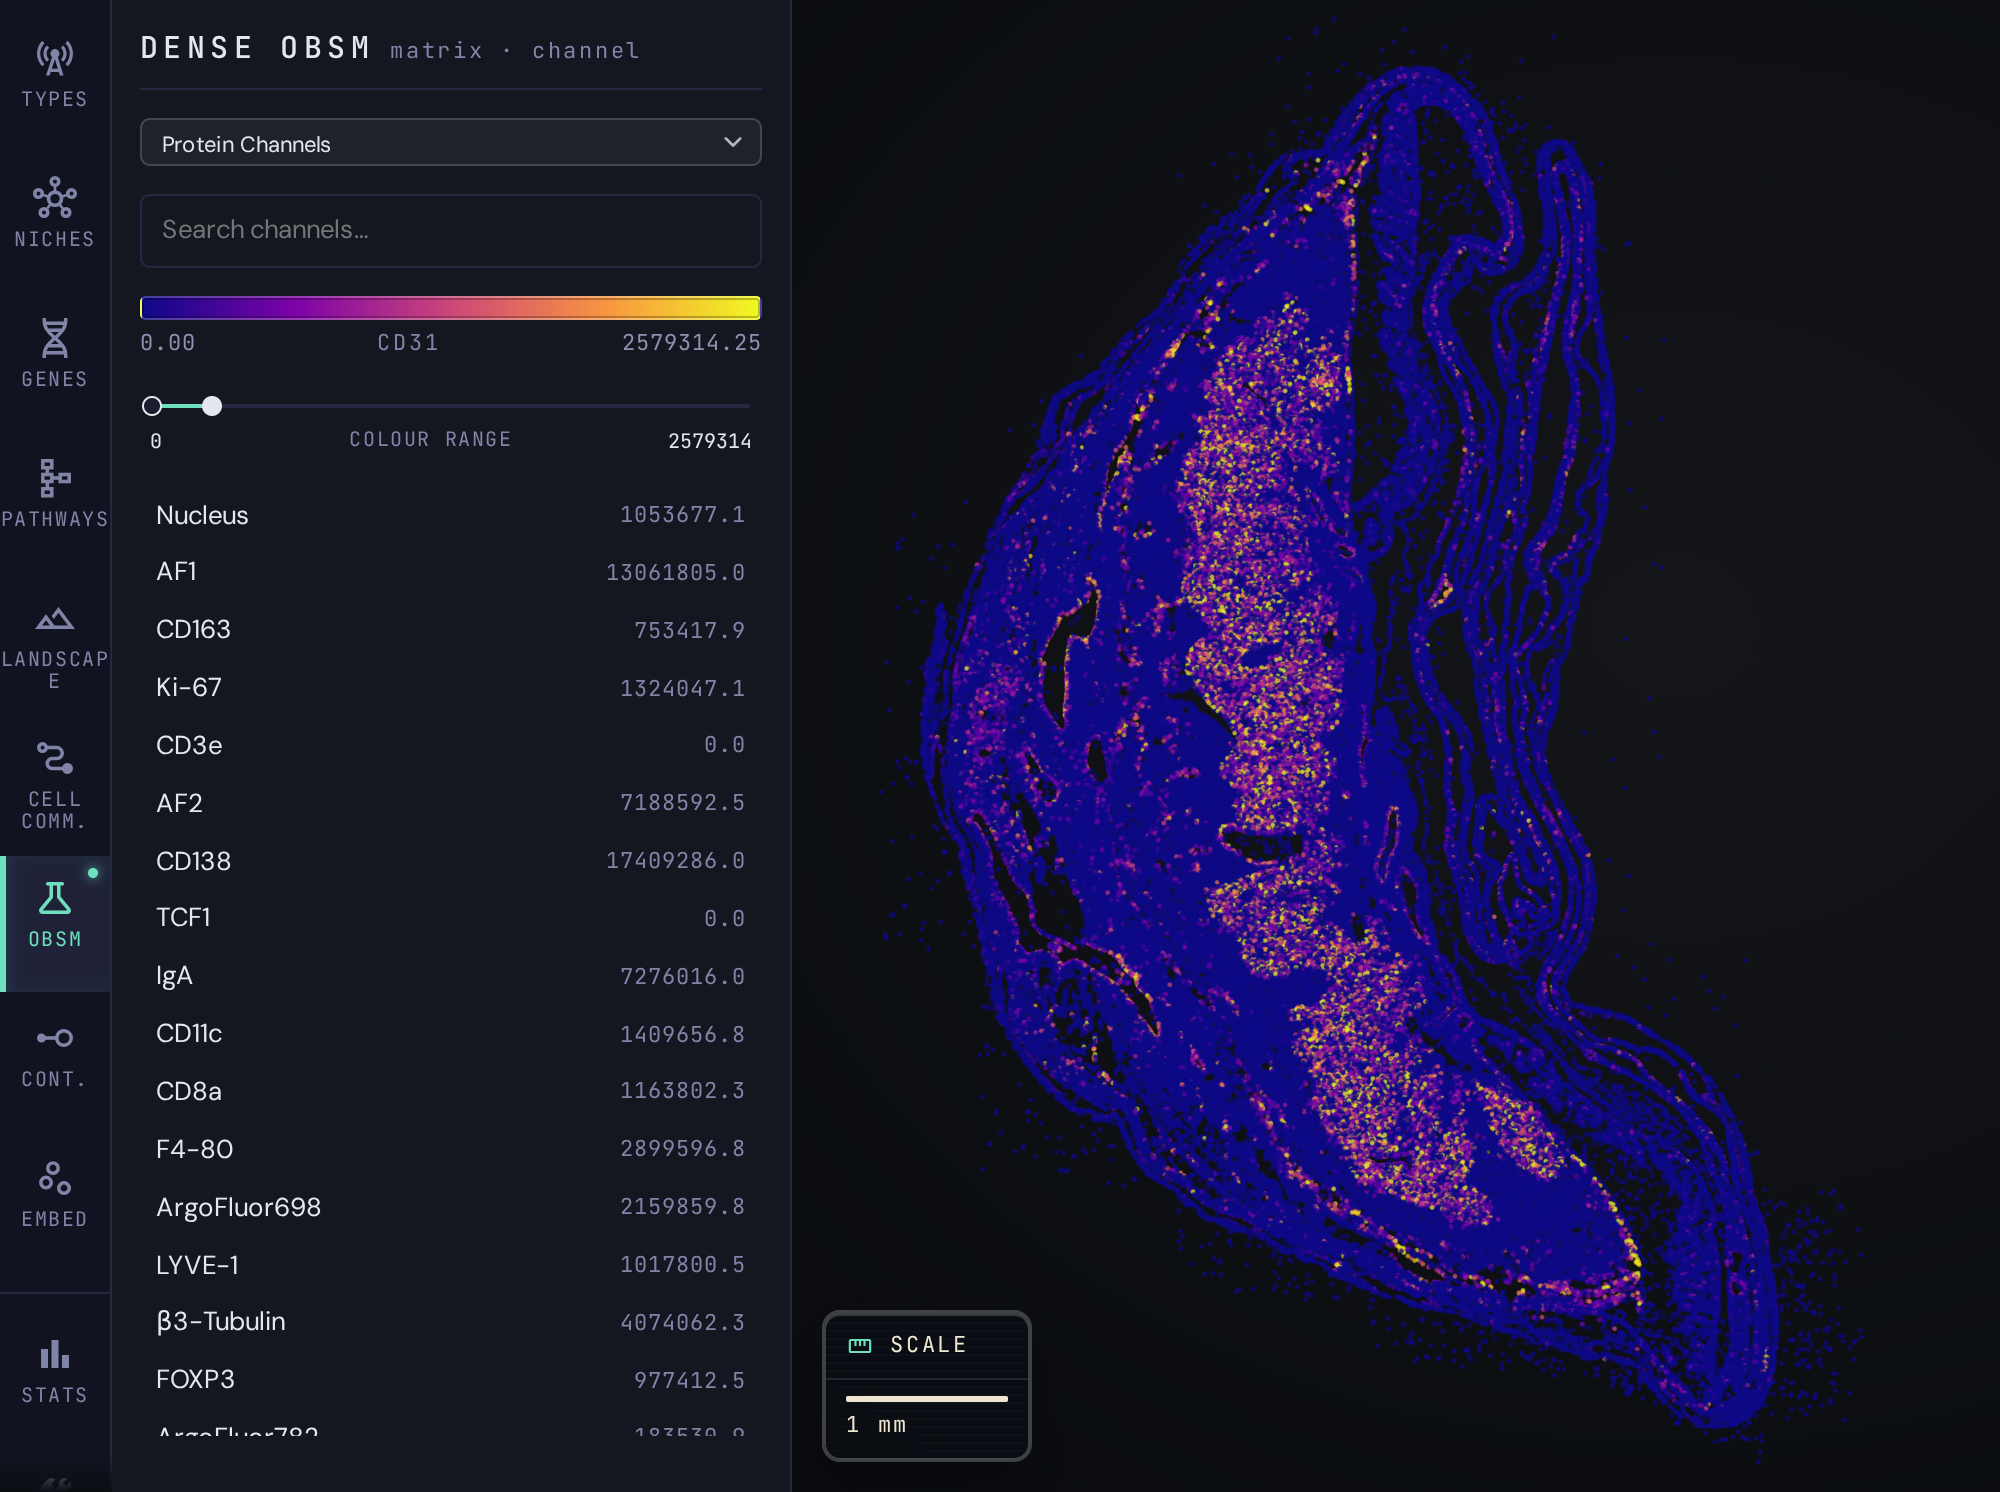 TYPES
NICHES
GENES
PATHWAYS
LANDSCAP
E
CELL
COMM.
OBSM
CONT.
EMBED
STATS
DENSE OBSM matrix · channel
Protein Channels
Search channels…
0.00 CD31 2579314.25
0 COLOUR RANGE 2579314
Nucleus 1053677.1
AF1 13061805.0
CD163 753417.9
Ki-67 1324047.1
CD3e 0.0
AF2 7188592.5
CD138 17409286.0
TCF1 0.0
IgA 7276016.0
CD11c 1409656.8
CD8a 1163802.3
F4-80 2899596.8
ArgoFluor698 2159859.8
LYVE-1 1017800.5
β3-Tubulin 4074062.3
FOXP3 977412.5
ArgoFluor782 183530.9
SCALE
1 mm